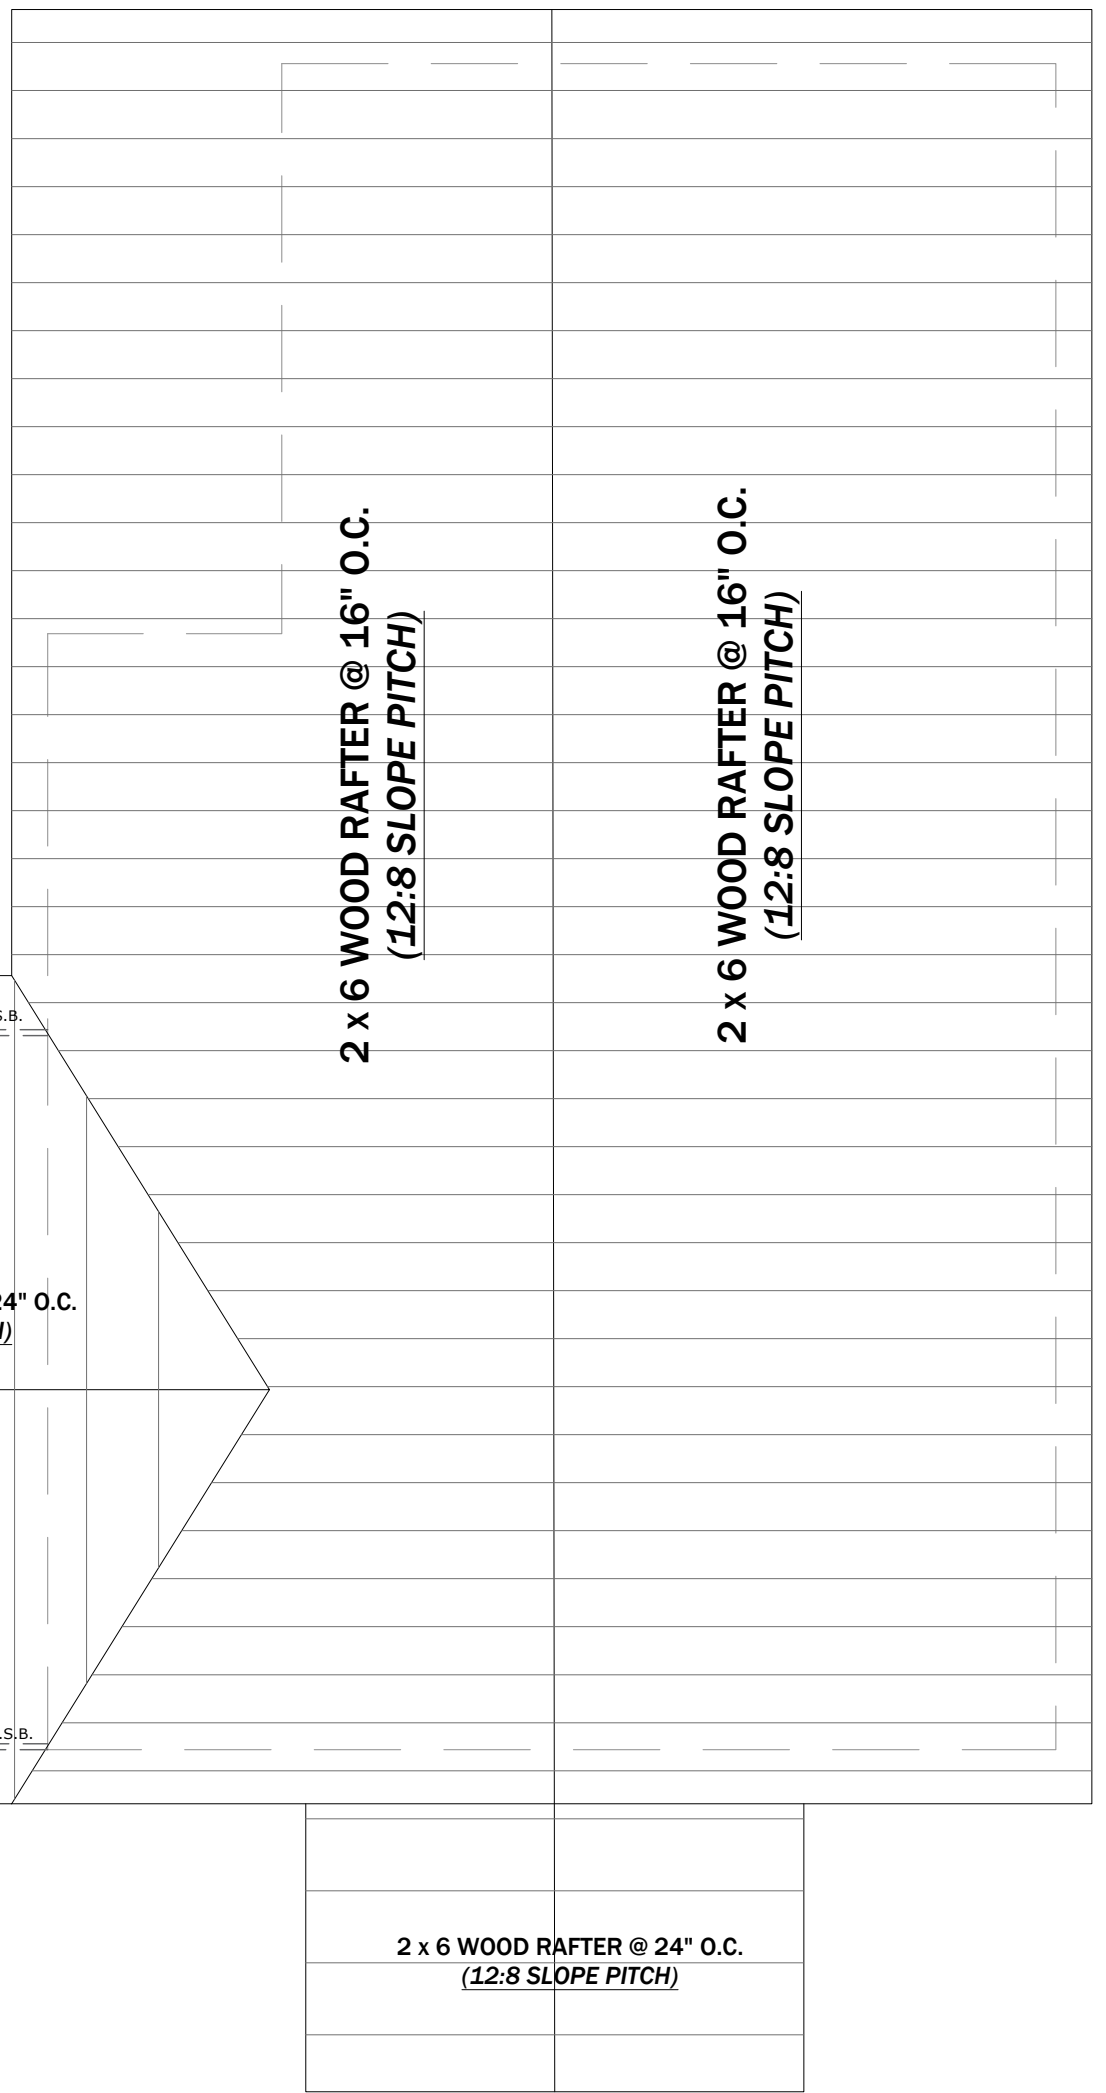 2 x 6 WOOD RAFTER @ 16" O.C.
(12:8 SLOPE PITCH)
2 x 6 WOOD RAFTER @ 16" O.C.
(12:8 SLOPE PITCH)
S.B.
24" O.C.
S.B.
2 x 6 WOOD RAFTER @ 24" O.C.
(12:8 SLOPE PITCH)